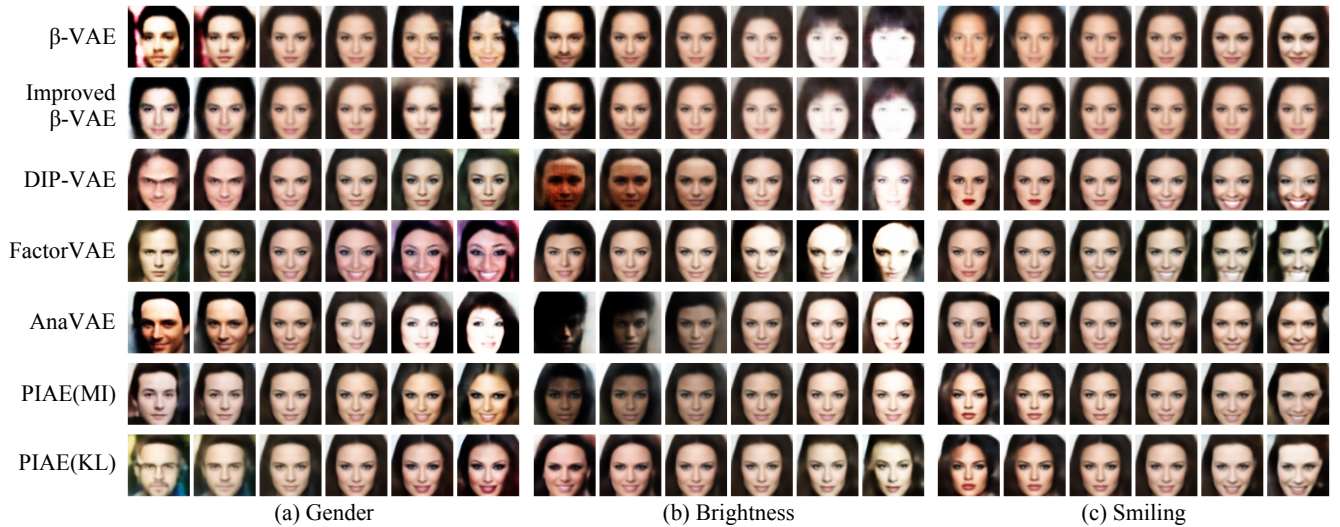 β-VAE
Improved
β-VAE
DIP-VAE
FactorVAE
AnaVAE
PIAE(MI)
PIAE(KL)
(a) Gender
(b) Brightness
(c) Smiling